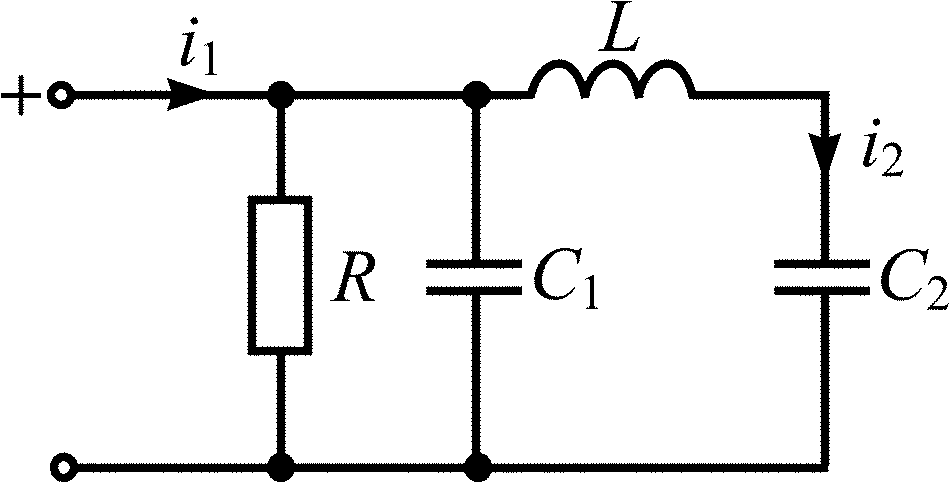 L
+ i1
i2
R C1 C2